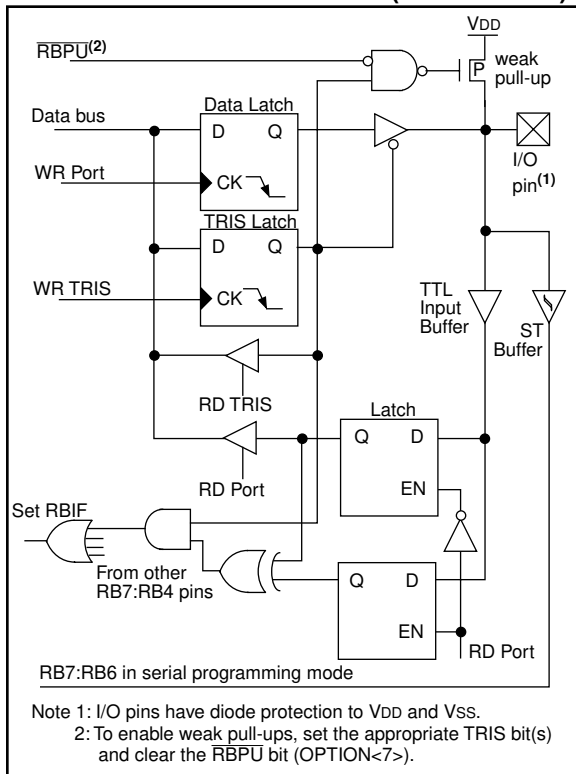 VDD
RBPU(2)
weak
pull-up
P
Data Latch
Data bus
D Q
WR Port
CK
I/O
pin(1)
TRIS Latch
D Q
WR TRIS
CK
TTL
Input
Buffer
ST
Buffer
RD TRIS
Latch
Q D
RD Port
EN
Set RBIF
From other
RB7:RB4 pins
Q D
EN
RD Port
RB7:RB6 in serial programming mode
Note 1: I/O pins have diode protection to VDD and VSS.
2: To enable weak pull-ups, set the appropriate TRIS bit(s)
and clear the RBPU bit (OPTION<7>).